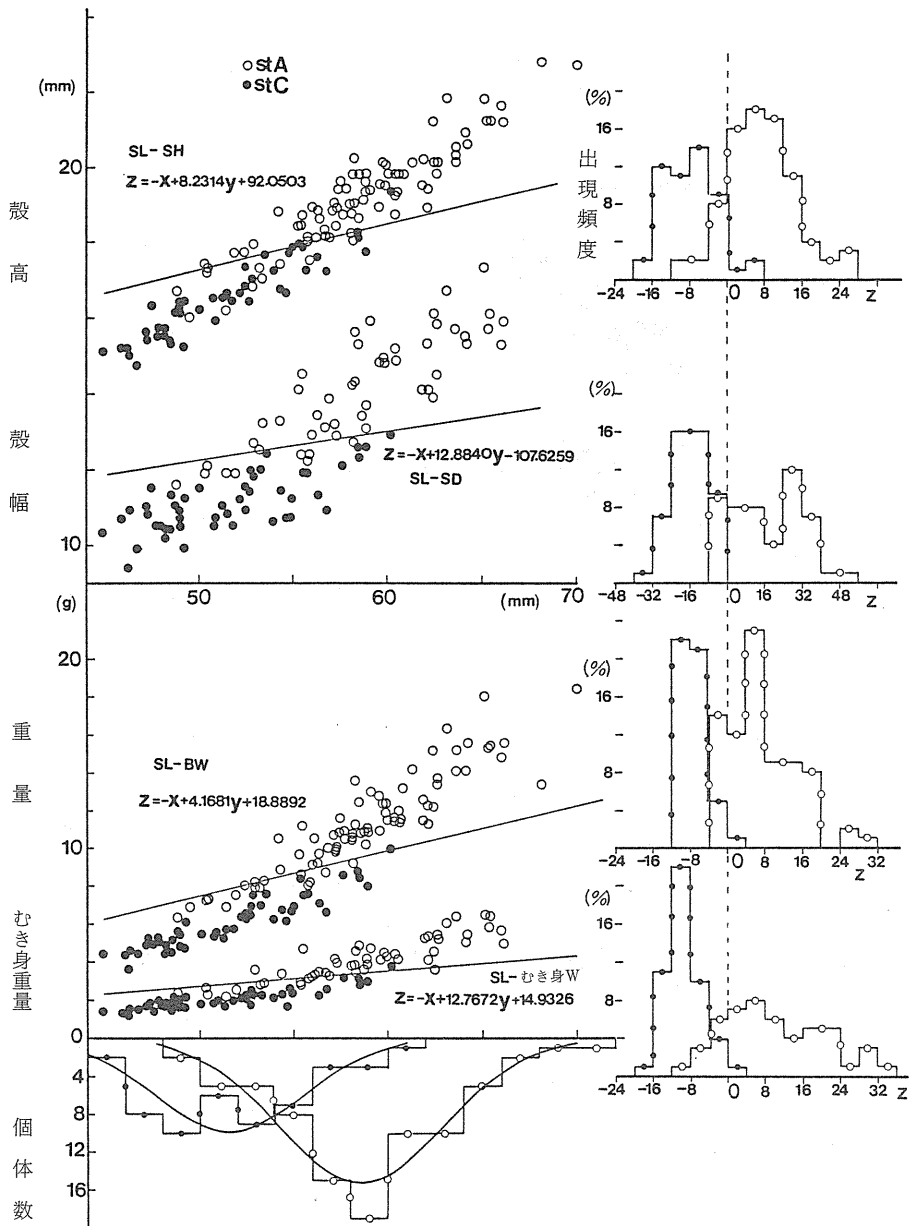 ○stA
●stC
(mm)
SL-SH
Z=-X+8.2314y+92.0503
20
殻高
殻幅
Z=-X+12.8840y-107.6259
SL-SD
10
50
60
(mm)
70
(g)
20
重量
SL-BW
Z=-X+4.1681y+18.8892
10
むき身重量
SL-むき身W
Z=-X+12.7672y+14.9326
0
4
8
12
16
個体数
(%)
出現頻度
16
8
-24 -16 -8 0 8 16 24 Z
(%)
16
8
-48 -32 -16 0 16 32 48 Z
(%)
16
8
-24 -16 -8 0 8 16 24 32 Z
(%)
16
8
-24 -16 -8 0 8 16 24 32 Z